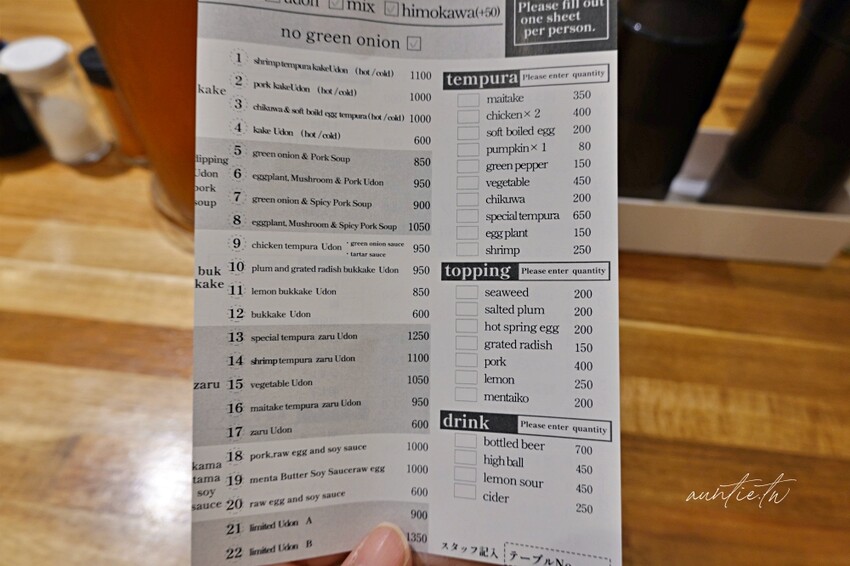 udon mix himokawa(+50)
Please fill out
one sheet
per person.
no green onion
kake
1 shrimp tempura kakeUdon (hot /cold) 1100
2 pork kakeUdon (hot /cold) 1000
3 chikuwa & soft boild egg tempura (hot /cold) 1000
4 kake Udon (hot /cold) 600
dipping
Udon
pork
soup
5 green onion & Pork Soup 850
6 eggplant, Mushroom & Pork Udon 950
7 green onion & Spicy Pork Soup 900
8 eggplant, Mushroom & Spicy Pork Soup 1050
buk
kake
9 chicken tempura Udon ・green onion sauce 950
・tartar sauce
10 plum and grated radish bukkake Udon 950
11 lemon bukkake Udon 850
12 bukkake Udon 600
zaru
13 special tempura zaru Udon 1250
14 shrimp tempura zaru Udon 1100
15 vegetable Udon 1050
16 maitake tempura zaru Udon 950
17 zaru Udon 600
kama
tama
soy
sauce
18 pork.raw egg and soy sauce 1000
19 menta Butter Soy Sauceraw egg 1000
20 raw egg and soy sauce 600
21 limited Udon A 900
22 limited Udon B 1350
tempura Please enter quantity
maitake 350
chicken×2 400
soft boiled egg 200
pumpkin×1 80
green pepper 150
vegetable 450
chikuwa 200
special tempura 650
egg plant 150
shrimp 250
topping Please enter quantity
seaweed 200
salted plum 200
hot spring egg 200
grated radish 150
pork 400
lemon 250
mentaiko 200
drink Please enter quantity
bottled beer 700
high ball 450
lemon sour 450
cider 250
スタッフ記入 テーブルNo
auntie.tw